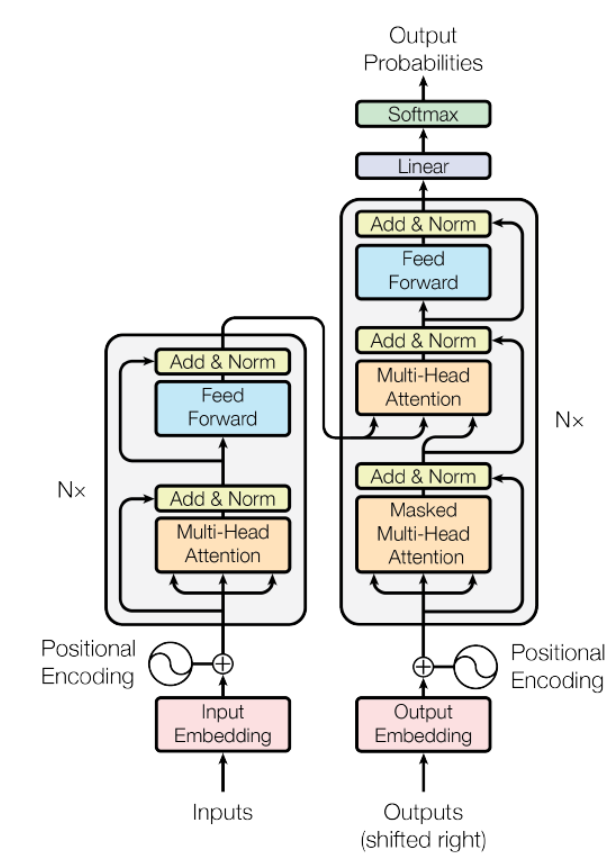 Output
Probabilities
Softmax
Linear
Add & Norm
Feed
Forward
Add & Norm
Multi-Head
Attention
Add & Norm
Masked
Multi-Head
Attention
Nx
Add & Norm
Feed
Forward
Add & Norm
Multi-Head
Attention
Nx
Positional
Encoding
Positional
Encoding
Input
Embedding
Output
Embedding
Inputs
Outputs
(shifted right)